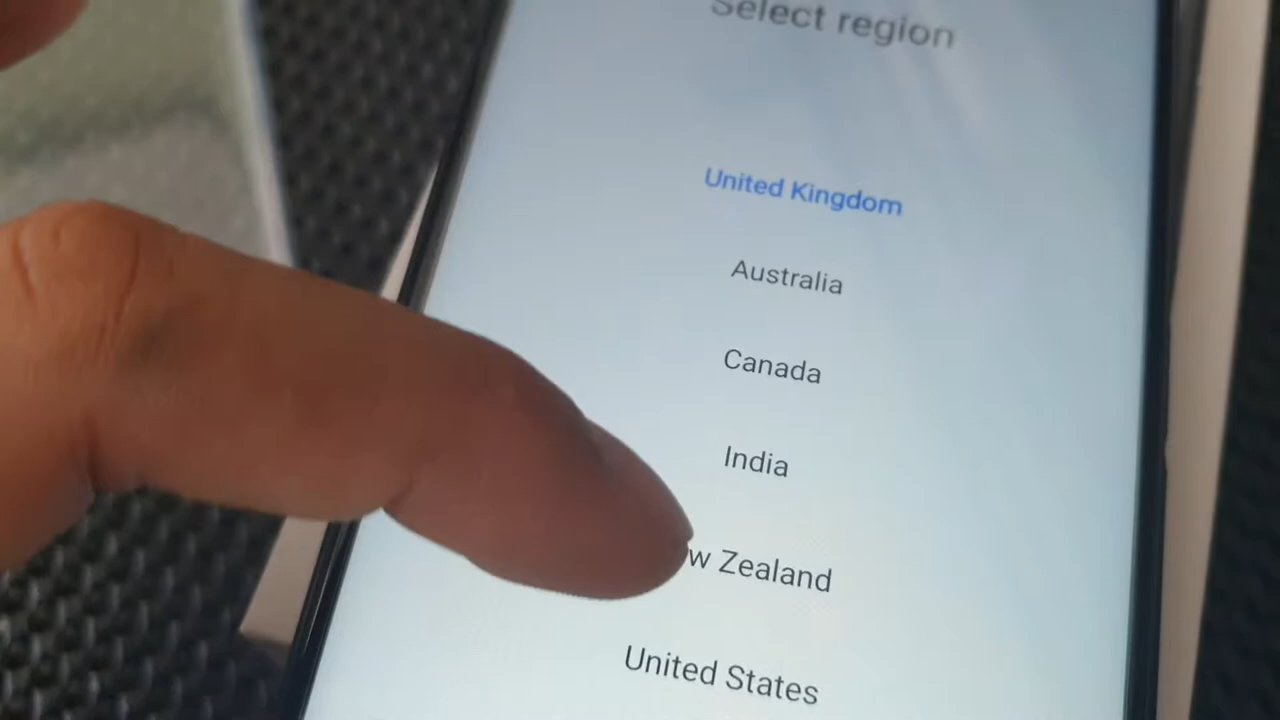 Select region
United Kingdom
Australia
Canada
India
w Zealand
United States